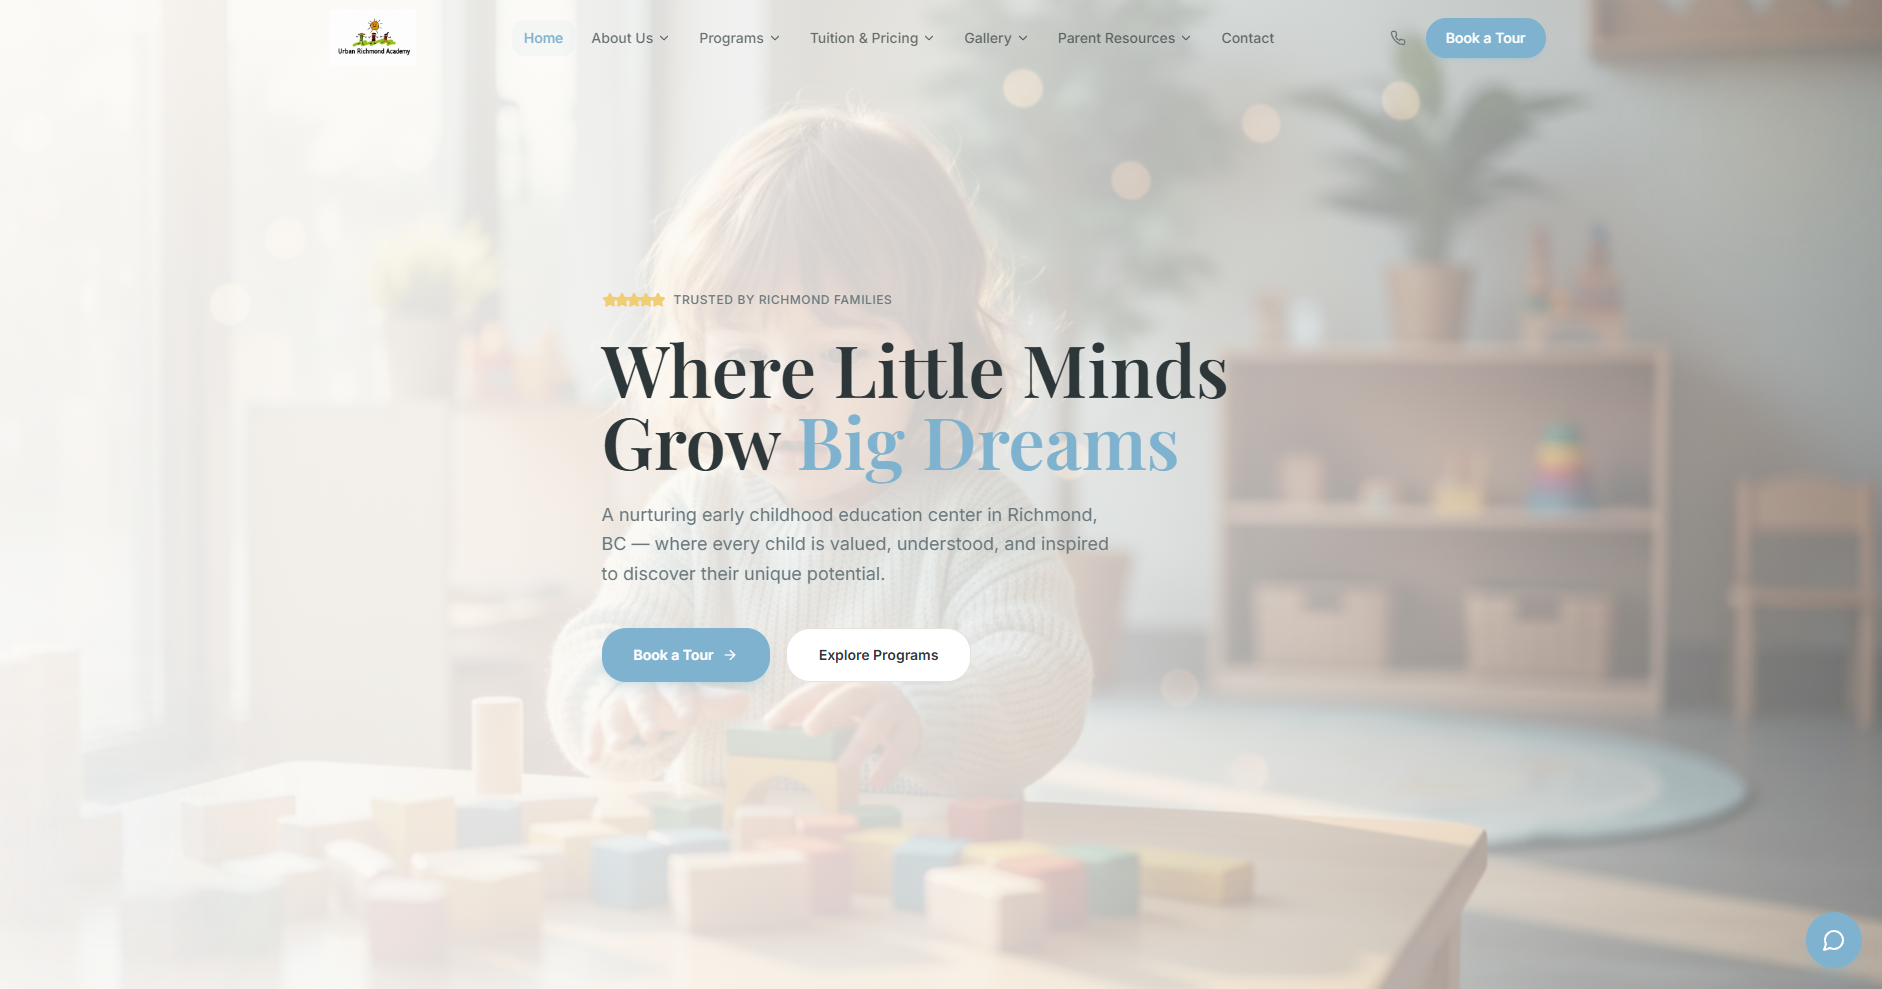 Urban Richmond Academy
Home
About Us
Programs
Tuition & Pricing
Gallery
Parent Resources
Contact
Book a Tour
TRUSTED BY RICHMOND FAMILIES
Where Little Minds
Grow Big Dreams
A nurturing early childhood education center in Richmond,
BC — where every child is valued, understood, and inspired
to discover their unique potential.
Book a Tour
Explore Programs